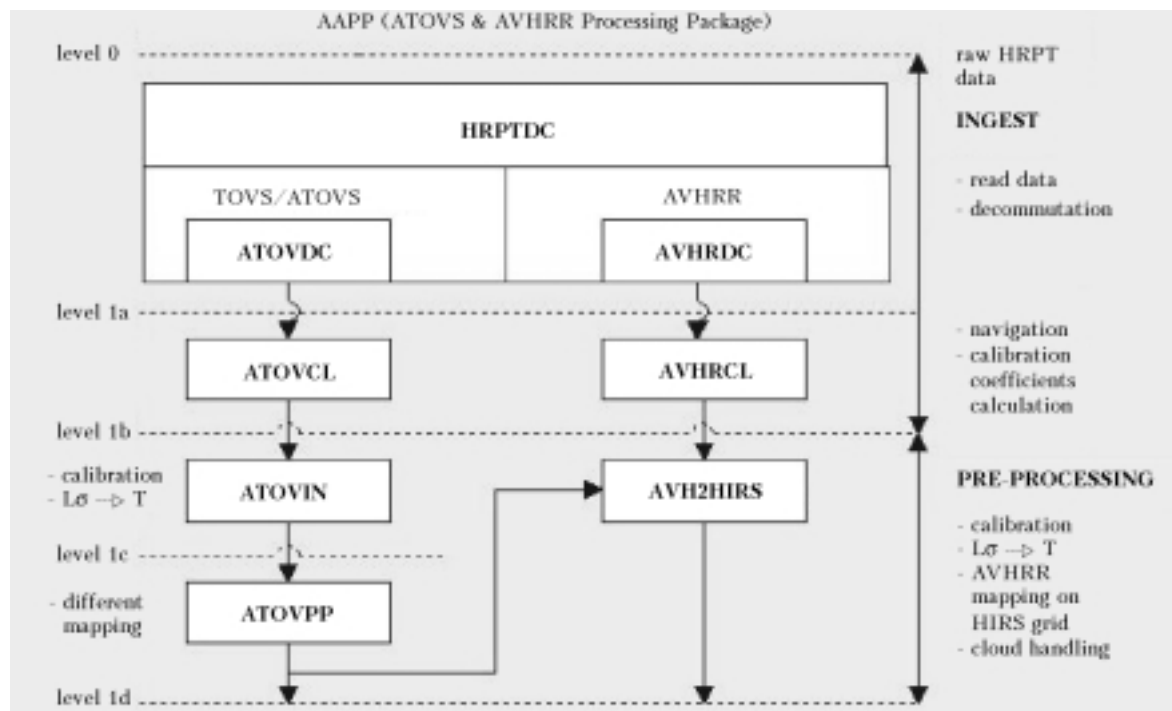 AAPP (ATOVS & AVHRR Processing Package)
level 0
raw HRPT
data
HRPTDC
INGEST
TOVS/ATOVS
AVHRR
- read data
- decommutation
ATOVDC
AVHRDC
level 1a
- navigation
- calibration
coefficients
calculation
ATOVCL
AVHRCL
level 1b
- calibration
- Lσ --▷ T
ATOVIN
AVH2HIRS
PRE-PROCESSING
- calibration
- Lσ --▷ T
- AVHRR
mapping on
HIRS grid
- cloud handling
level 1c
- different
mapping
ATOVPP
level 1d